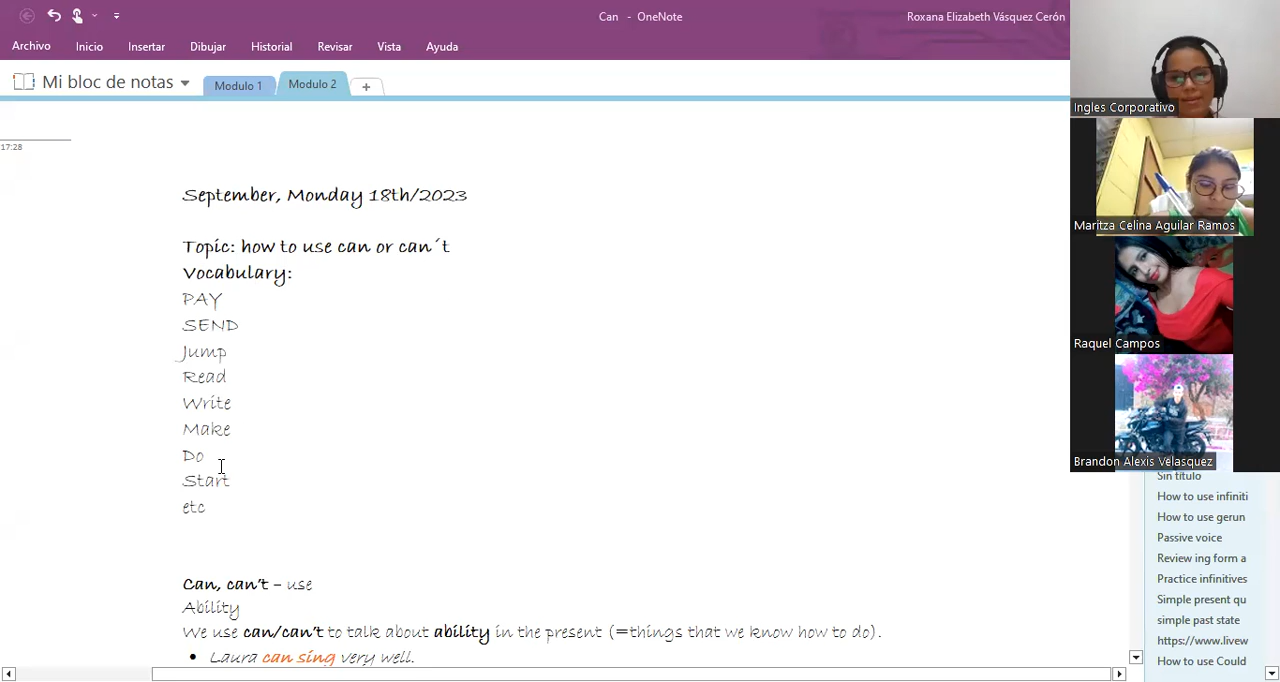 Can - OneNote
Roxana Elizabeth Vásquez Cerón
Archivo Inicio Insertar Dibujar Historial Revisar Vista Ayuda
Mi bloc de notas
Modulo 1
Modulo 2
17:28
September, Monday 18th/2023
Topic: how to use can or can´t
Vocabulary:
PAY
SEND
Jump
Read
Write
Make
Do
Start
etc
Can, can't – use
Ability
We use can/can't to talk about ability in the present (=things that we know how to do).
• Laura can sing very well.
Ingles Corporativo
Maritza Celina Aguilar Ramos
Raquel Campos
Brandon Alexis Velasquez
Sin título
How to use infiniti
How to use gerun
Passive voice
Review ing form a
Practice infinitives
Simple present qu
simple past state
https://www.livew
How to use Could